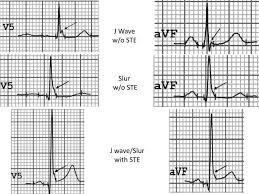 V5
J Wave
w/o STE
aVF
V5
Slur
w/o STE
aVF
V5
J wave/Slur
with STE
aVF